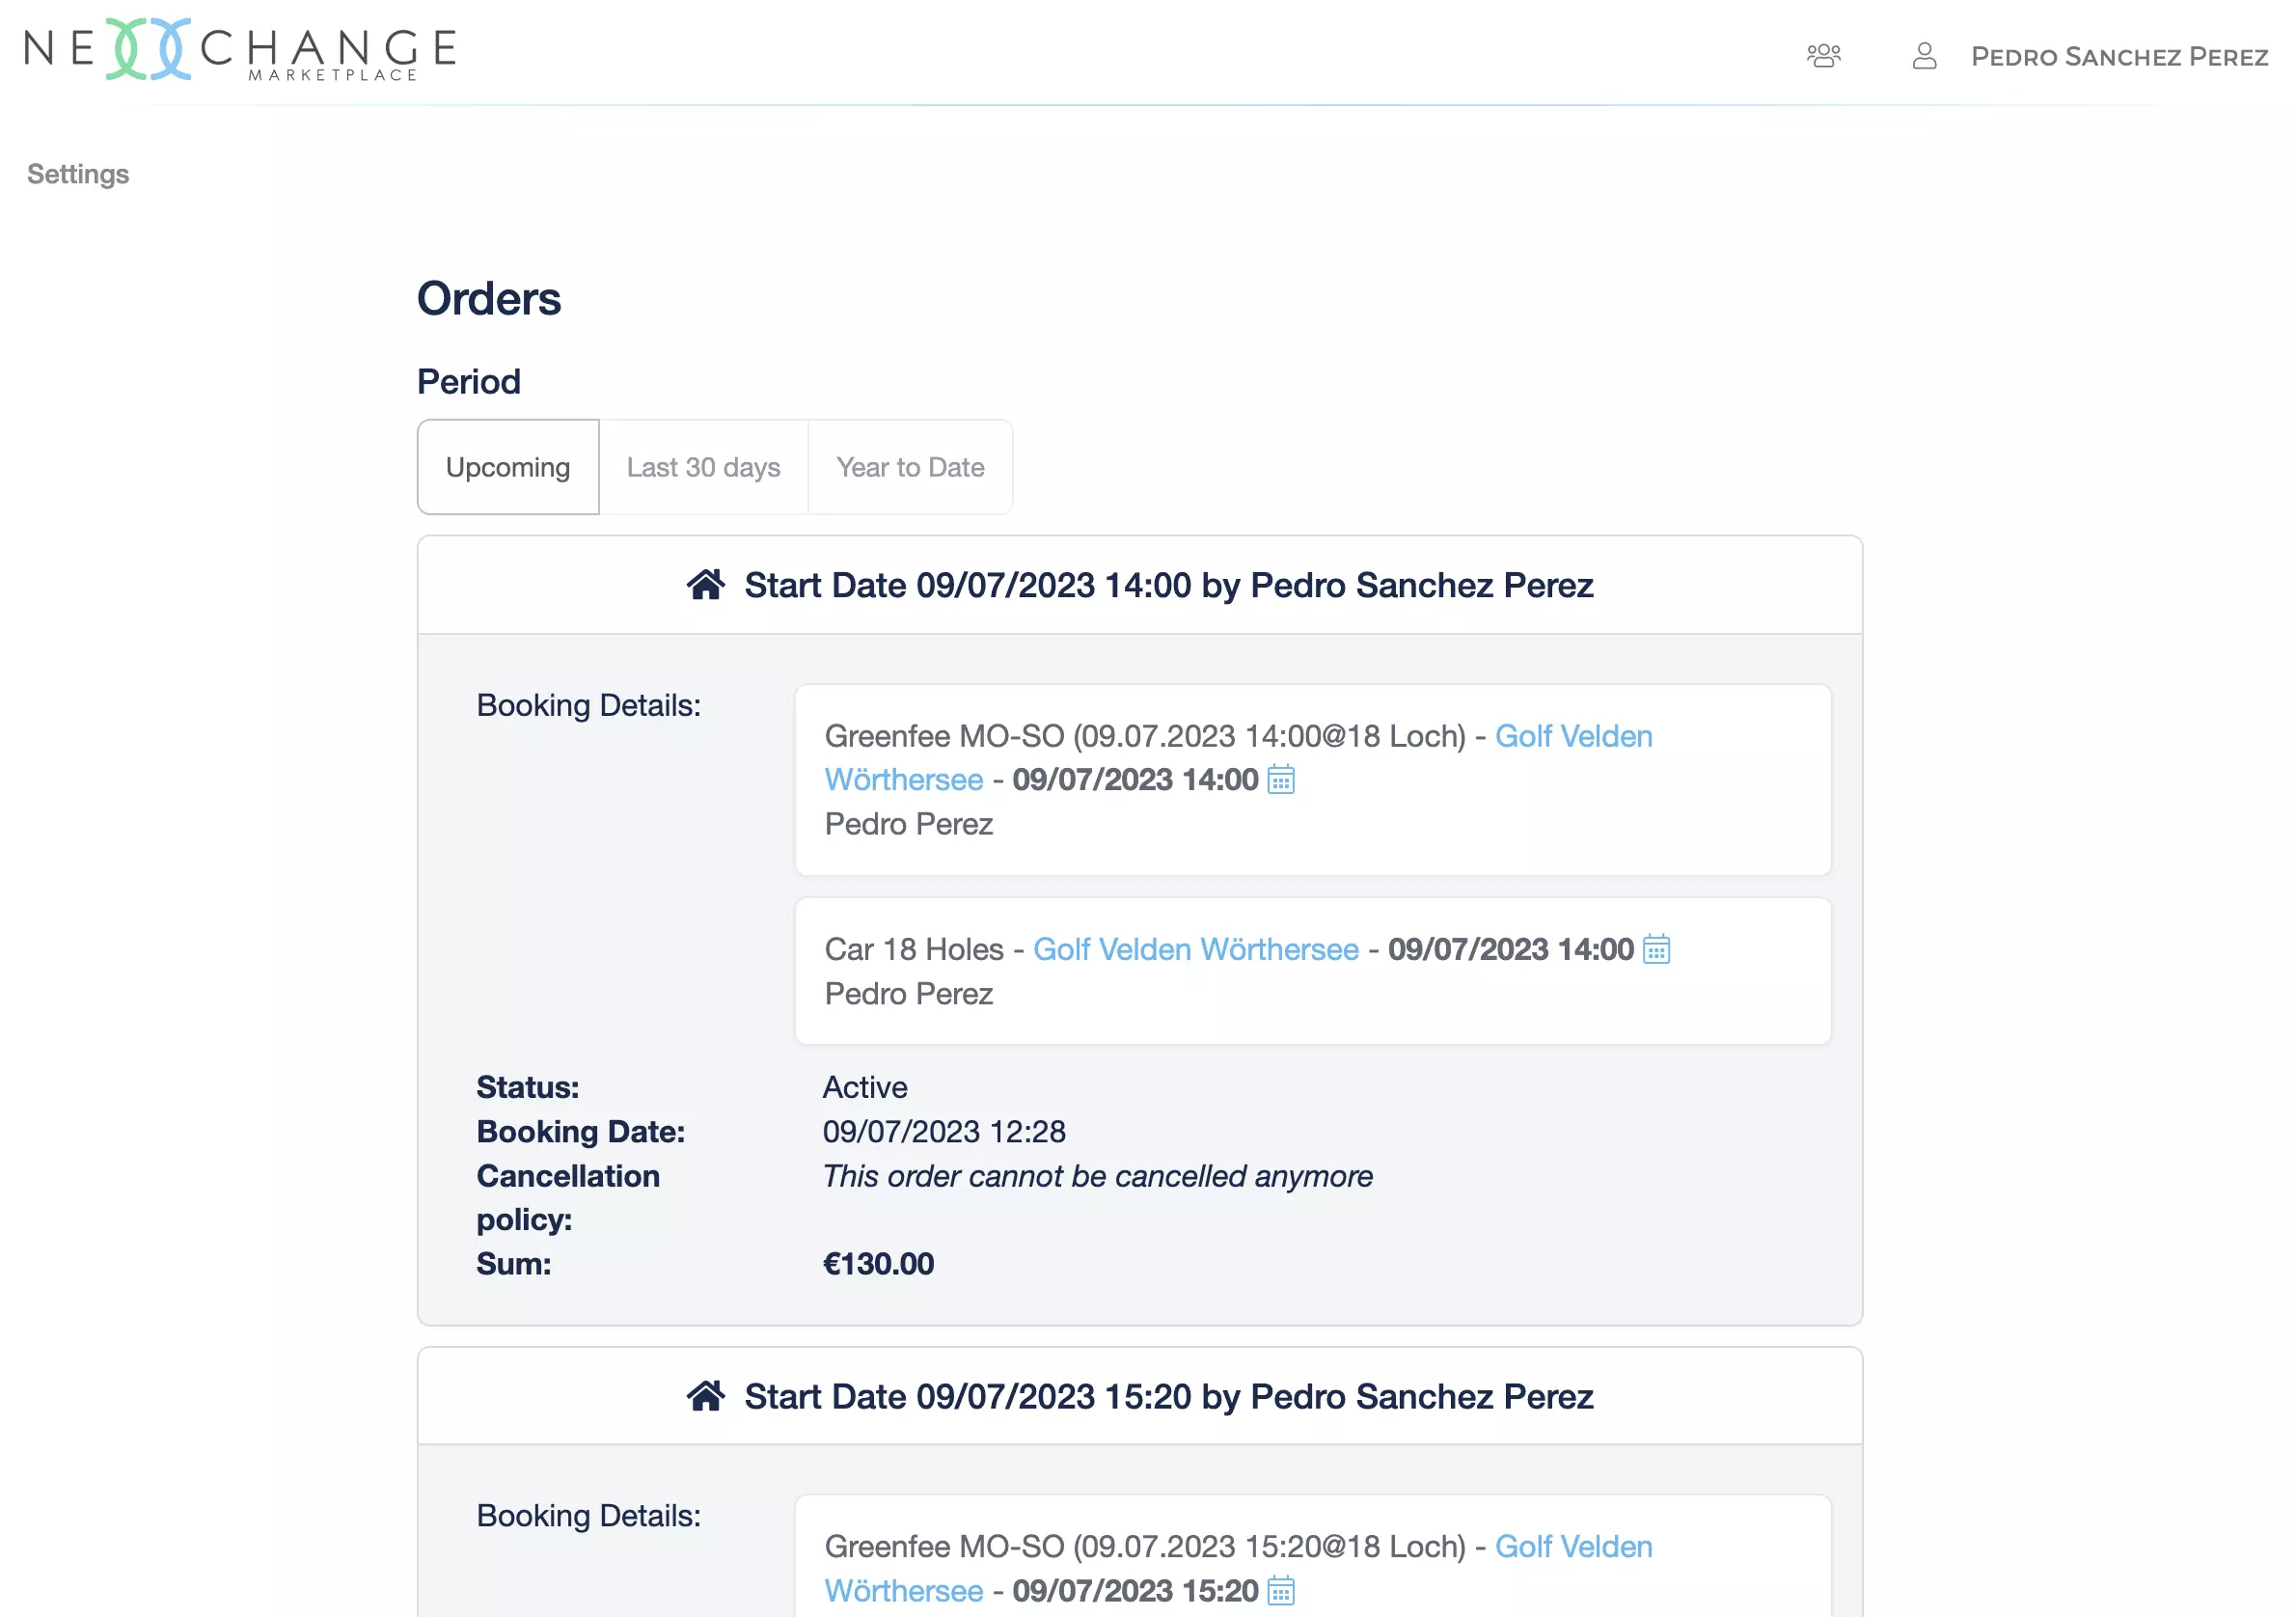 NEXXCHANGE
MARKETPLACE
PEDRO SANCHEZ PEREZ
Settings
Orders
Period
Upcoming
Last 30 days
Year to Date
Start Date 09/07/2023 14:00 by Pedro Sanchez Perez
Booking Details:
Greenfee MO-SO (09.07.2023 14:00@18 Loch) - Golf Velden
Wörthersee - 09/07/2023 14:00
Pedro Perez
Car 18 Holes - Golf Velden Wörthersee - 09/07/2023 14:00
Pedro Perez
Status: Active
Booking Date: 09/07/2023 12:28
Cancellation This order cannot be cancelled anymore
policy:
Sum: €130.00
Start Date 09/07/2023 15:20 by Pedro Sanchez Perez
Booking Details:
Greenfee MO-SO (09.07.2023 15:20@18 Loch) - Golf Velden
Wörthersee - 09/07/2023 15:20